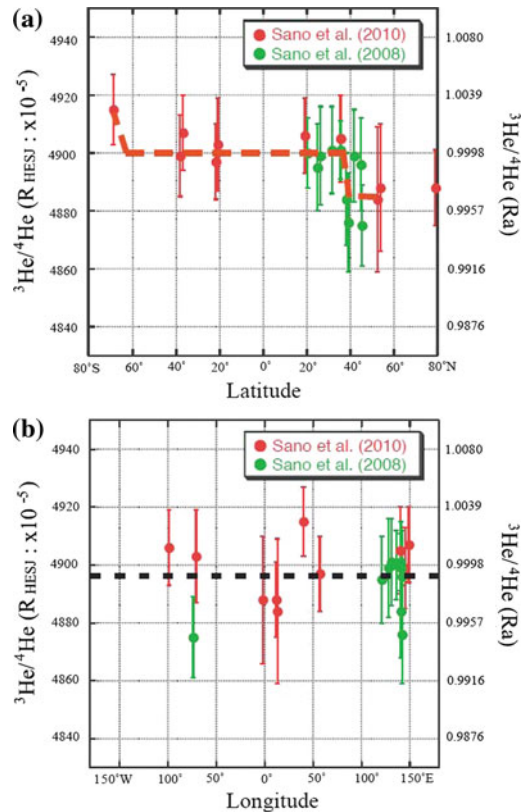 (a)
4940
4920
4900
4880
4860
4840
³He/⁴He (R HESJ : x10 -5)
Sano et al. (2010)
Sano et al. (2008)
1.0080
1.0039
0.9998
0.9957
0.9916
0.9876
³He/⁴He (Ra)
80°S 60° 40° 20° 0° 20° 40° 60° 80°N
Latitude
(b)
4940
4920
4900
4880
4860
4840
³He/⁴He (R HESJ : x10 -5)
Sano et al. (2010)
Sano et al. (2008)
1.0080
1.0039
0.9998
0.9957
0.9916
0.9876
³He/⁴He (Ra)
150°W 100° 50° 0° 50° 100° 150°E
Longitude